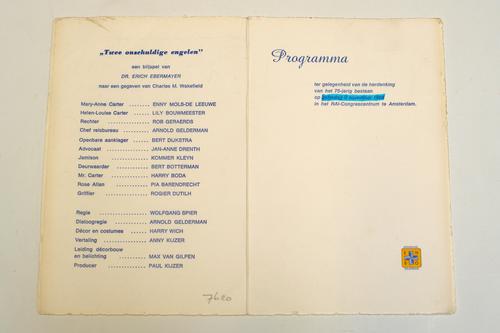 „Twee onschuldige engelen"
een blijspel van
DR. ERICH EBERMAYER
naar een gegeven van Charles M. Wakefield
Mary-Anne Carter ........... ENNY MOLS-DE LEEUWE
Helen-Louise Carter ...... LILY BOUWMEESTER
Rechter ............ ROB GERAERDS
Chef reisbureau ............ ARNOLD GELDERMAN
Openbare aanklager ...... BERT DIJKSTRA
Advocaat ............ JAN-ANNE DRENTH
Jamison ............ KOMMER KLEYN
Deurwaarder ............ BERT BOTTERMAN
Mr. Carter ............ HARRY BODA
Rose Allan ............ PIA BARENDRECHT
Griffier ............ ROGIER DUTILH
Regie ............ WOLFGANG SPIER
Dialoogregie ............ ARNOLD GELDERMAN
Décor en costumes ...... HARRY WICH
Vertaling ............ ANNY KIJZER
Leiding décorbouw
en belichting ............ MAX VAN GILPEN
Producer ............ PAUL KIJZER
7620
Programma
ter gelegenheid van de herdenking
van het 75-jarig bestaan
op
in het RAI-Congrescentrum te Amsterdam.